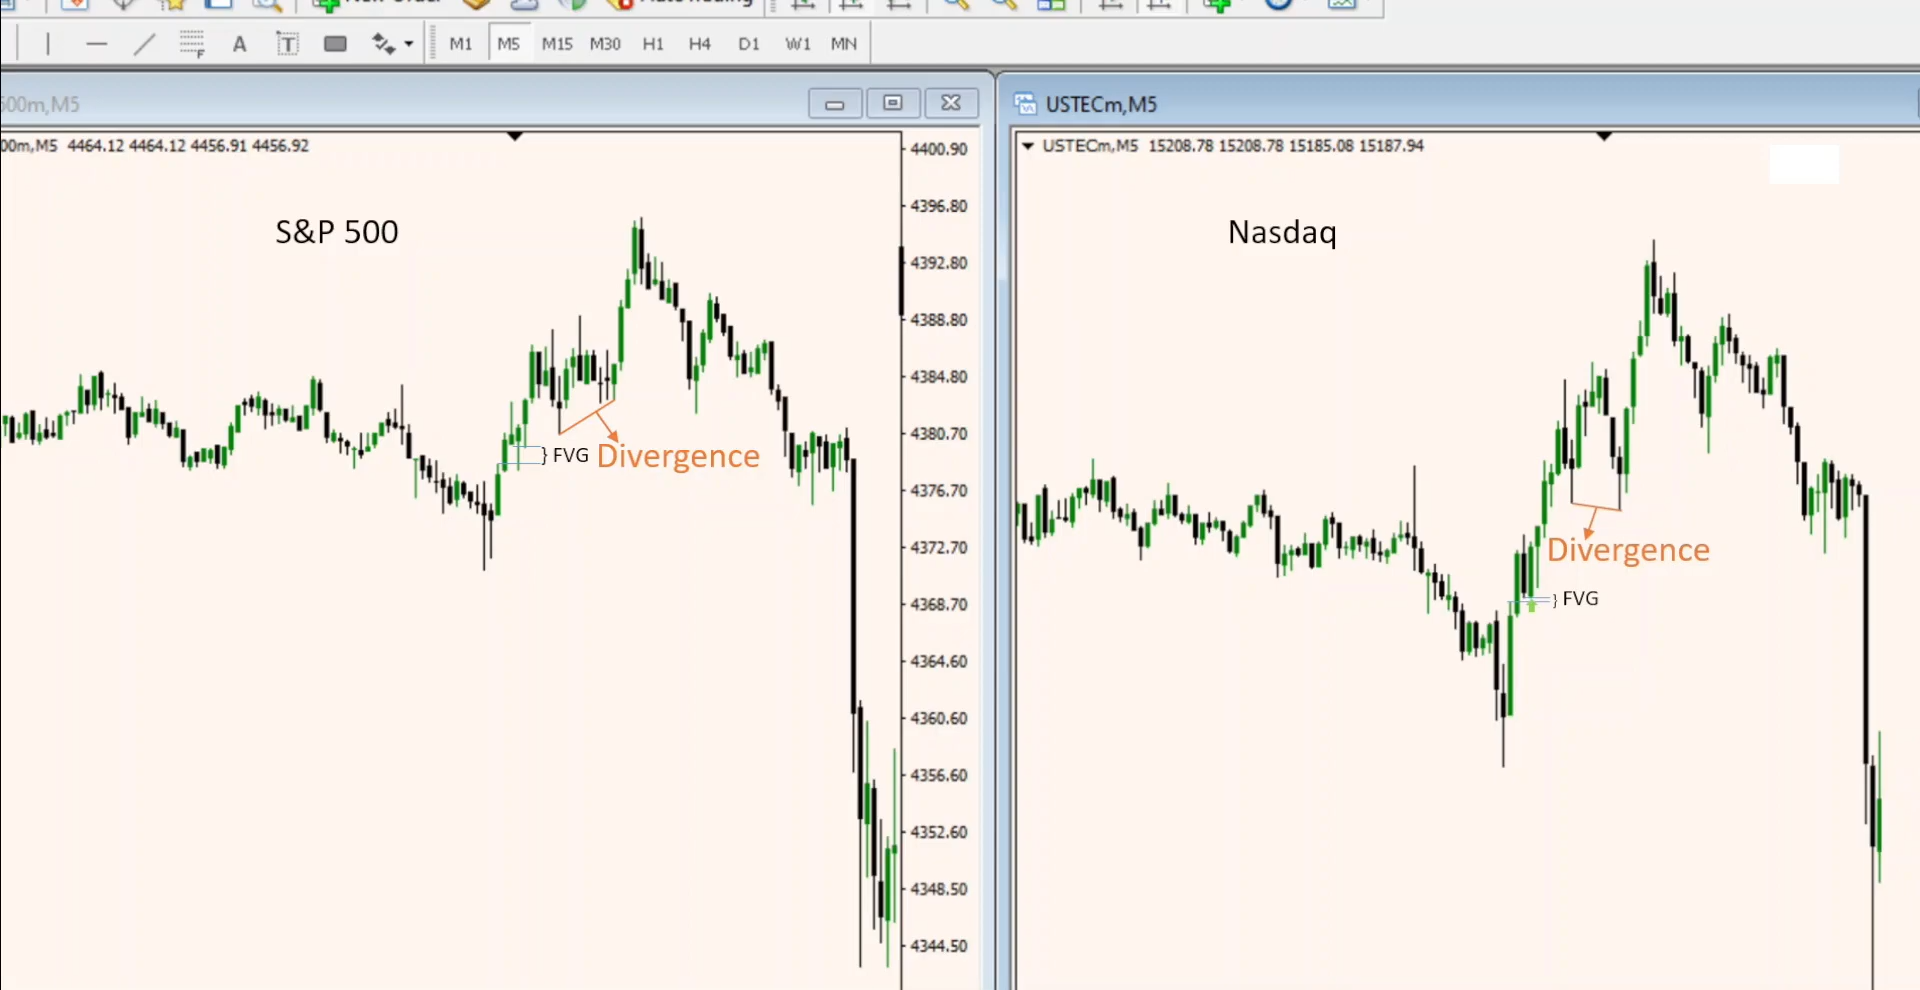 A T
M1 M5 M15 M30 H1 H4 D1 W1 MN
500m,M5
00m,M5 4464.12 4464.12 4456.91 4456.92
S&P 500
FVG
Divergence
4400.90
4396.80
4392.80
4388.80
4384.80
4380.70
4376.70
4372.70
4368.70
4364.60
4360.60
4356.60
4352.60
4348.50
4344.50
USTECm,M5
USTECm,M5 15208.78 15208.78 15185.08 15187.94
Nasdaq
Divergence
FVG